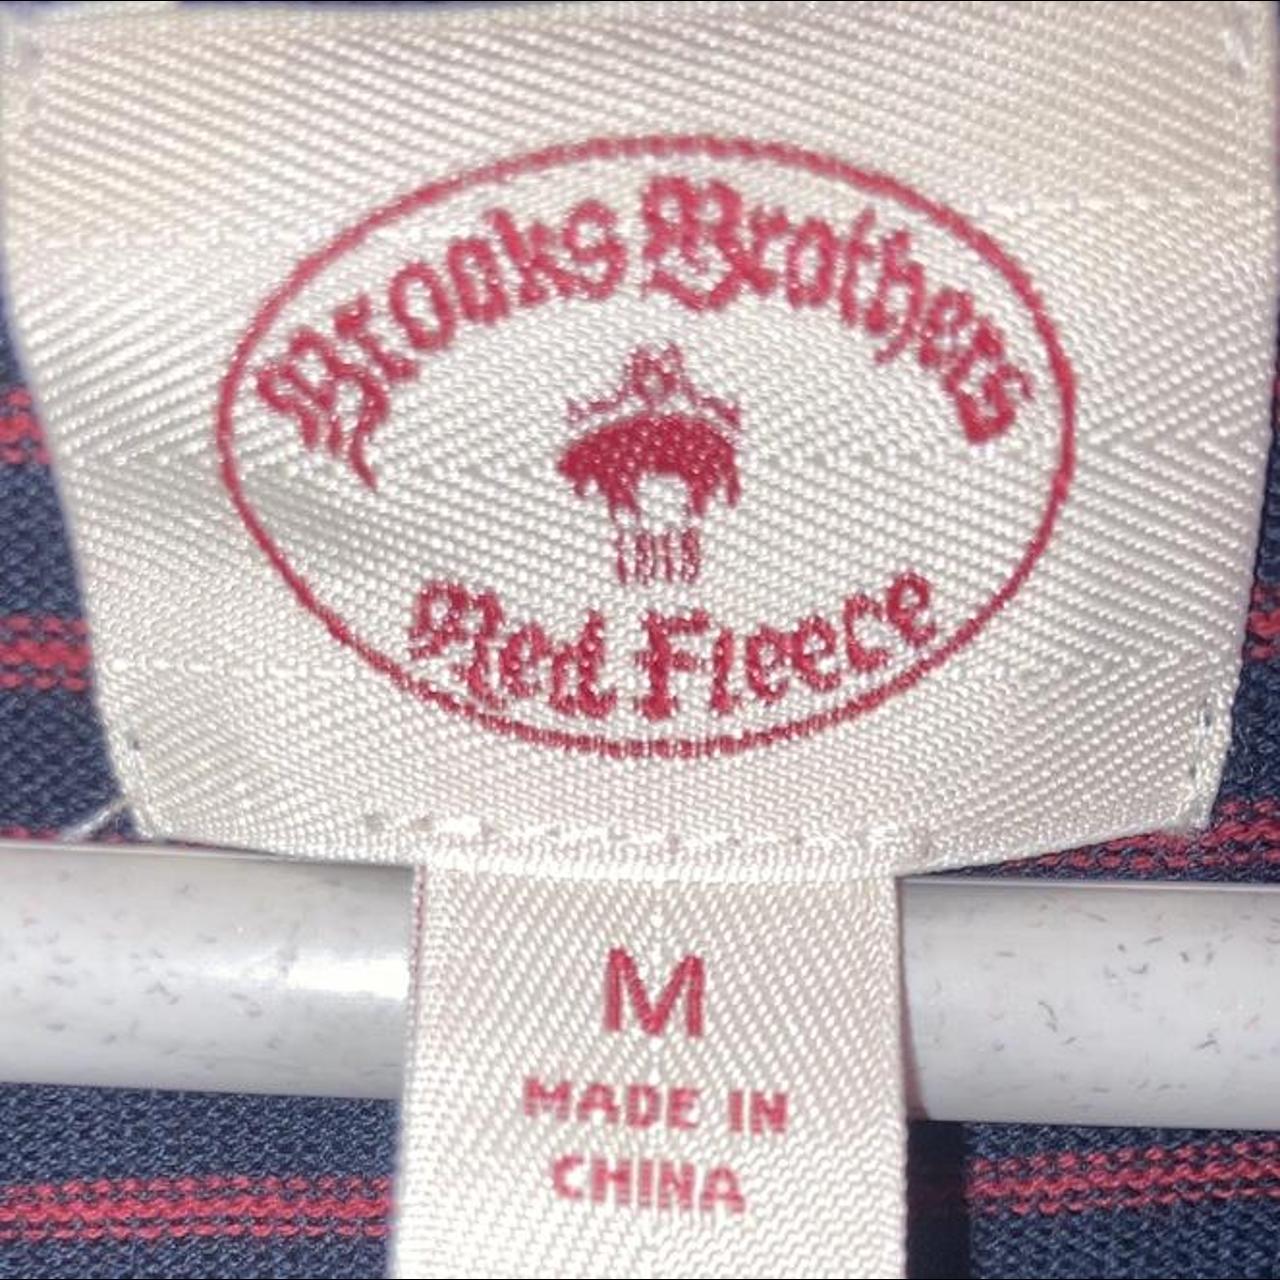 Brooks Brothers
1818
Red Fleece
M
MADE IN
CHINA